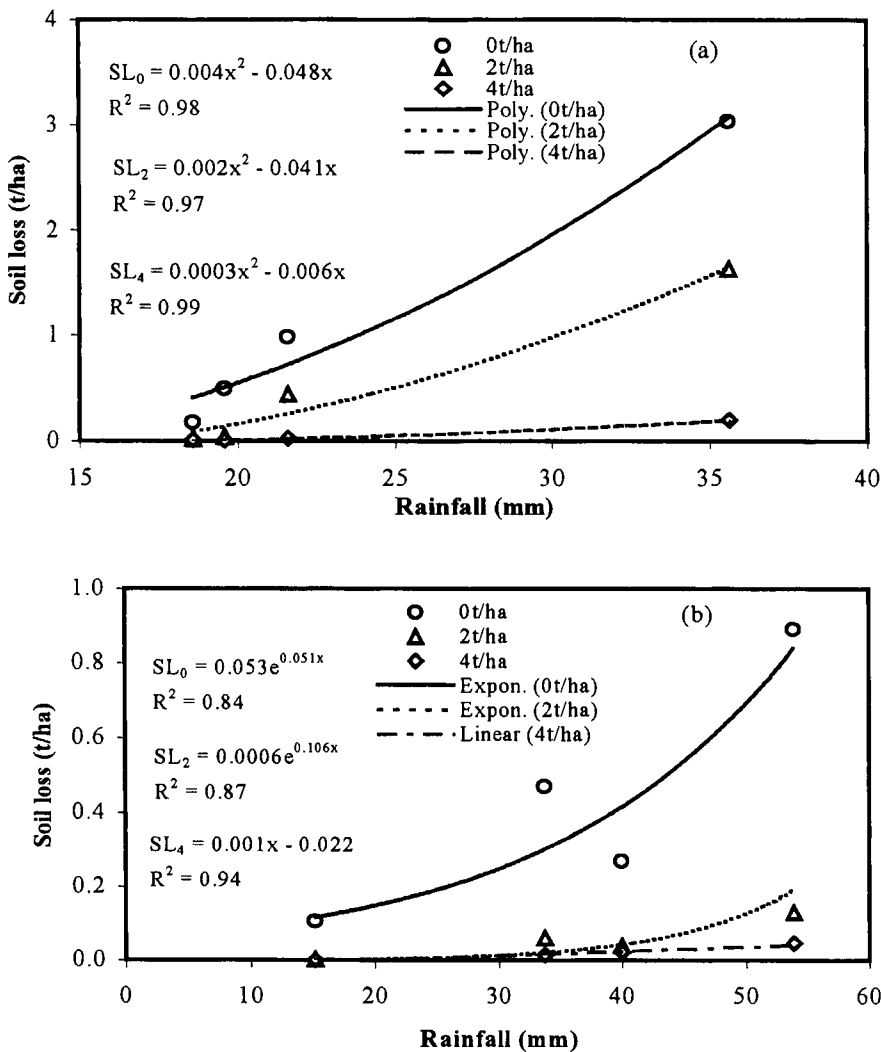 (a)
0t/ha
2t/ha
4t/ha
Poly. (0t/ha)
Poly. (2t/ha)
Poly. (4t/ha)
SL₀ = 0.004x² - 0.048x
R² = 0.98
SL₂ = 0.002x² - 0.041x
R² = 0.97
SL₄ = 0.0003x² - 0.006x
R² = 0.99
Soil loss (t/ha)
4
3
2
1
0
15 20 25 30 35 40
Rainfall (mm)
(b)
0t/ha
2t/ha
4t/ha
Expon. (0t/ha)
Expon. (2t/ha)
Linear (4t/ha)
SL₀ = 0.053e^0.051x
R² = 0.84
SL₂ = 0.0006e^0.106x
R² = 0.87
SL₄ = 0.001x - 0.022
R² = 0.94
Soil loss (t/ha)
1.0
0.8
0.6
0.4
0.2
0.0
0 10 20 30 40 50 60
Rainfall (mm)